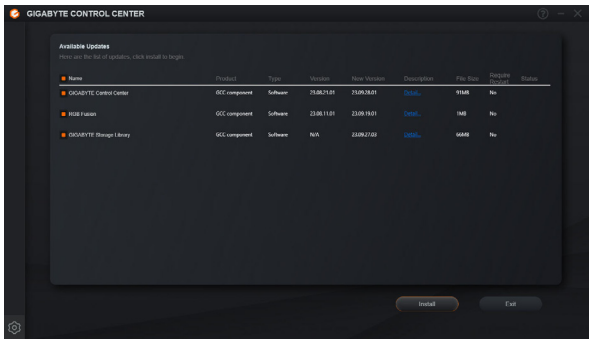 GIGABYTE CONTROL CENTER
Available Updates
Here are the list of updates, click install to begin
Name Product Type Version New Version Description File Size Require Restart Status
GIGABYTE Control Center GCC component Software 23.08.21.01 23.09.28.01 Detail... 91MB No
RGB Fusion GCC component Software 23.08.11.01 23.09.19.01 Detail... 1MB No
GIGABYTE Storage Library GCC component Software N/A 23.09.27.03 Detail... 66MB No
Install Exit